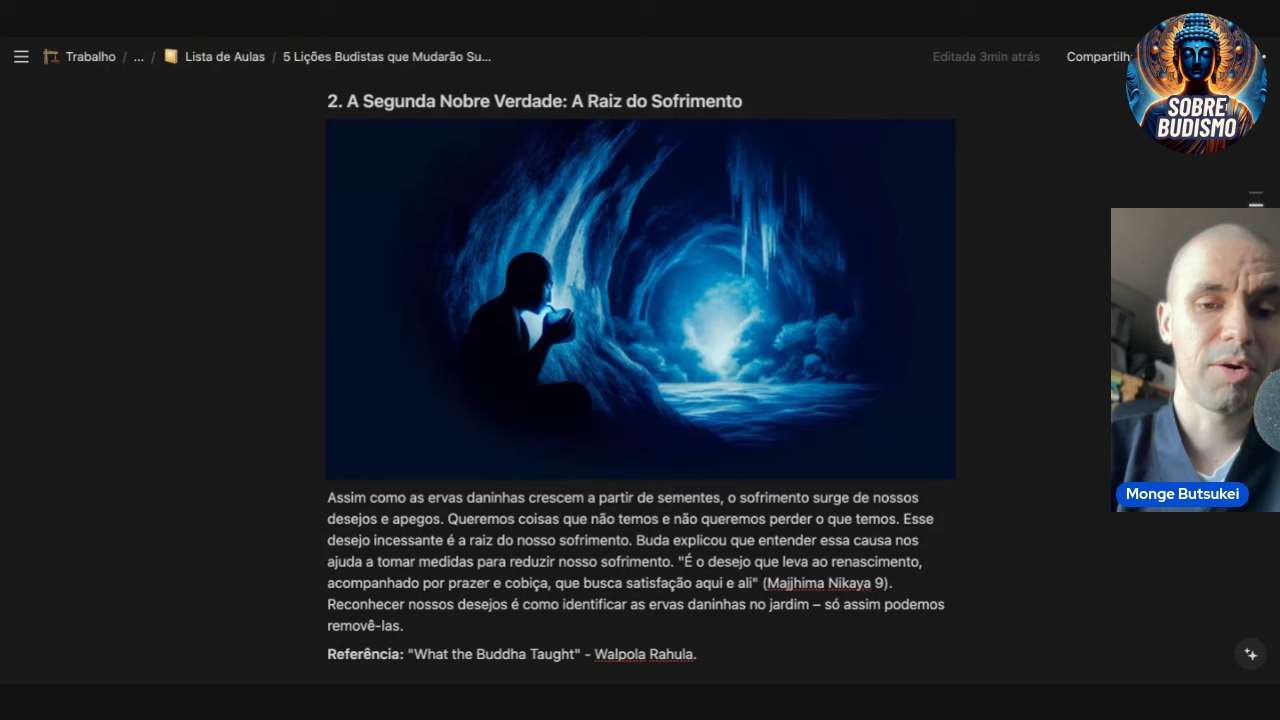 Trabalho / ... / Lista de Aulas / 5 Lições Budistas que Mudarão Su...
Editada 3min atrás
Compartilh
SOBRE
BUDISMO
2. A Segunda Nobre Verdade: A Raiz do Sofrimento
Monge Butsukei
Assim como as ervas daninhas crescem a partir de sementes, o sofrimento surge de nossos
desejos e apegos. Queremos coisas que não temos e não queremos perder o que temos. Esse
desejo incessante é a raiz do nosso sofrimento. Buda explicou que entender essa causa nos
ajuda a tomar medidas para reduzir nosso sofrimento. "É o desejo que leva ao renascimento,
acompanhado por prazer e cobiça, que busca satisfação aqui e ali" (Majjhima Nikaya 9).
Reconhecer nossos desejos é como identificar as ervas daninhas no jardim – só assim podemos
removê-las.
Referência: "What the Buddha Taught" - Walpola Rahula.